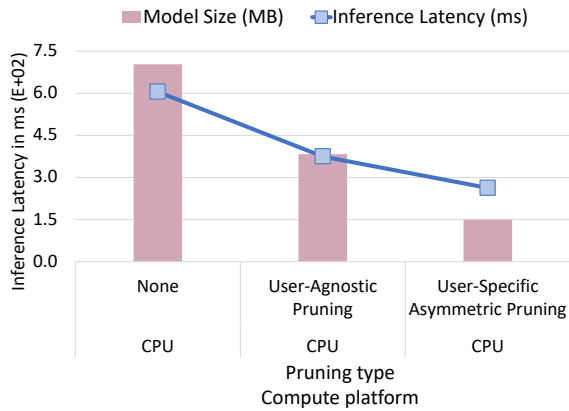 Model Size (MB) Inference Latency (ms)
Inference Latency in ms (E+02)
7.5
6.0
4.5
3.0
1.5
0.0
None User-Agnostic User-Specific
Pruning Asymmetric Pruning
CPU CPU CPU
Pruning type
Compute platform